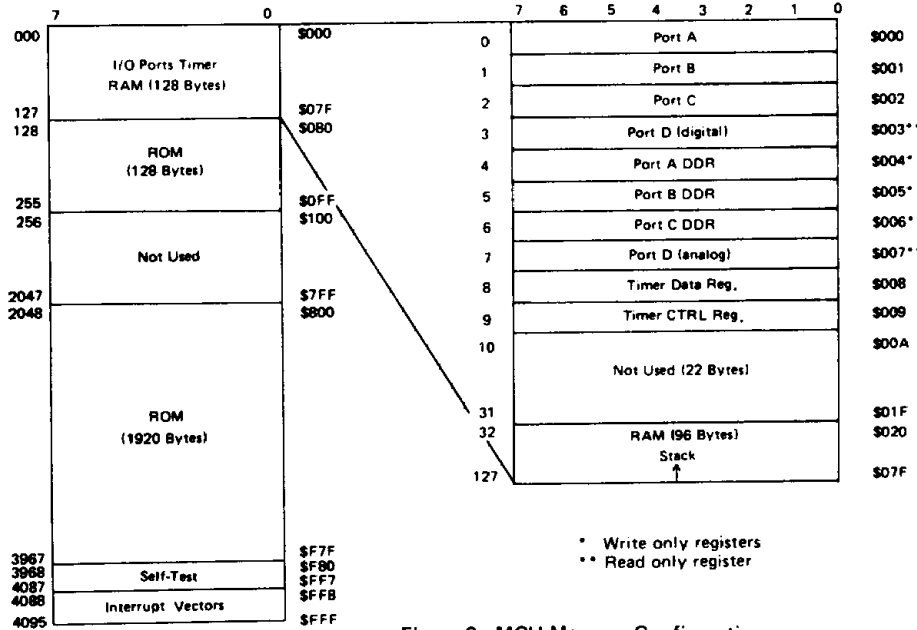 7 0
000 $000
I/O Ports Timer
RAM (128 Bytes)
127 $07F
128 $080
ROM
(128 Bytes)
255 $0FF
256 $100
Not Used
2047 $7FF
2048 $800
ROM
(1920 Bytes)
3967 $F7F
3968 $F80
Self-Test
4087 $FF7
4088 $FF8
Interrupt Vectors
4095 $FFF
7 6 5 4 3 2 1 0
0 Port A $000
1 Port B $001
2 Port C $002
3 Port D (digital) $003**
4 Port A DDR $004*
5 Port B DDR $005*
6 Port C DDR $006*
7 Port D (analog) $007**
8 Timer Data Reg. $008
9 Timer CTRL Reg. $009
10 $00A
Not Used (22 Bytes)
31 $01F
32 RAM (96 Bytes) $020
Stack
127 $07F
* Write only registers
** Read only register